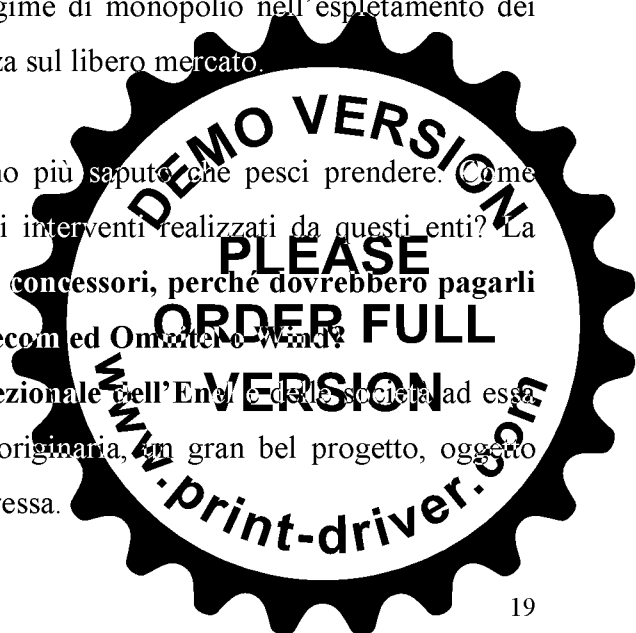 gime di monopolio nell'espletamento dei
za sul libero mercato.
no più saputo che pesci prendere. Come
i interventi realizzati da questi enti? La
concessori, perché dovrebbero pagarli
ecom ed Omnitel o Wind?
ezionale dell'Enel e delle società ad essa
originaria, un gran bel progetto, oggetto
essa.
19
DEMO VERSION
PLEASE
ORDER FULL
VERSION
www.print-driver.com